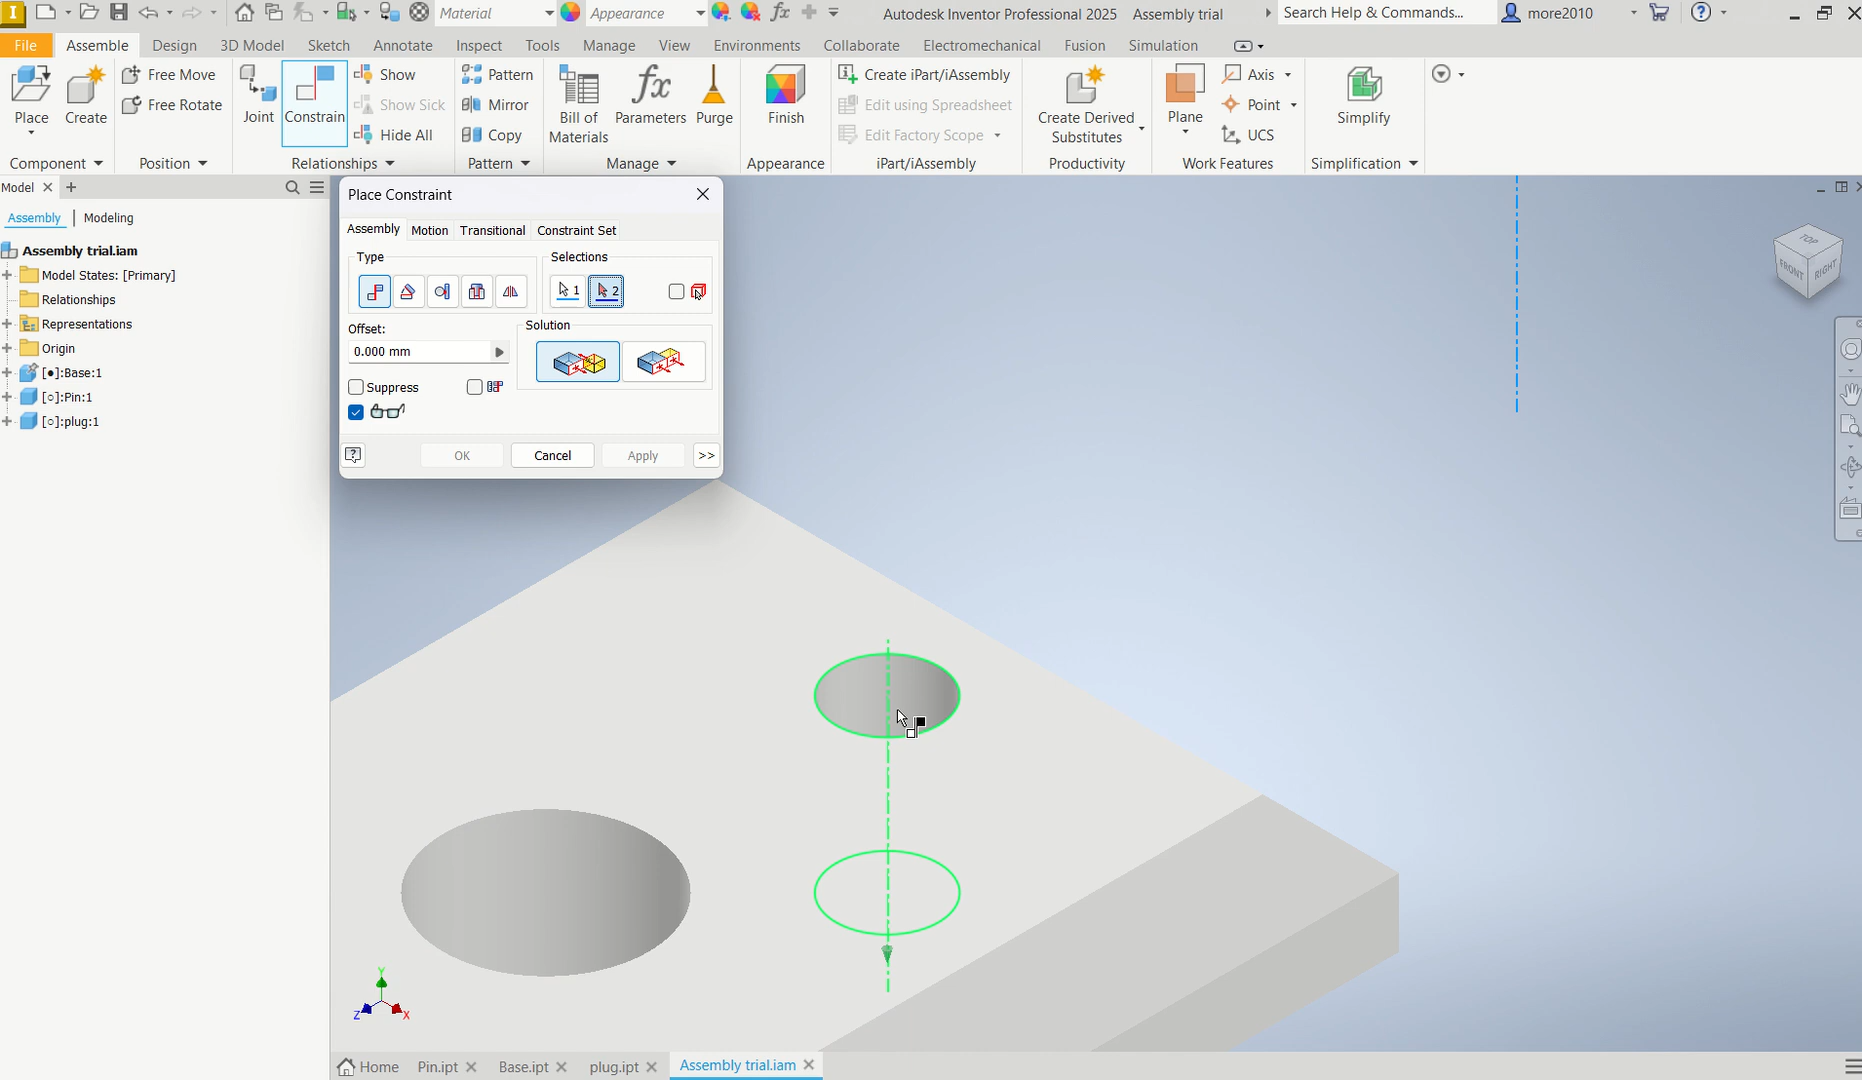 I
Material
Appearance
fx
Autodesk Inventor Professional 2025 Assembly trial
Search Help & Commands...
more2010
File
Assemble
Design
3D Model
Sketch
Annotate
Inspect
Tools
Manage
View
Environments
Collaborate
Electromechanical
Fusion
Simulation
Place
Create
Free Move
Free Rotate
Joint
Constrain
Show
Show Sick
Hide All
Pattern
Mirror
Copy
Bill of
Materials
fx
Parameters
Purge
Finish
Create iPart/iAssembly
Edit using Spreadsheet
Edit Factory Scope
Create Derived
Substitutes
Plane
Axis
Point
UCS
Simplify
Component
Position
Relationships
Pattern
Manage
Appearance
iPart/iAssembly
Productivity
Work Features
Simplification
Model
Assembly
Modeling
Assembly trial.iam
Model States: [Primary]
Relationships
Representations
Origin
[•]:Base:1
[○]:Pin:1
[○]:plug:1
Place Constraint
Assembly
Motion
Transitional
Constraint Set
Type
Selections
1
2
Offset:
Solution
0.000 mm
Suppress
?
OK
Cancel
Apply
>>
TOP
FRONT
RIGHT
Y
Z
X
Home
Pin.ipt
Base.ipt
plug.ipt
Assembly trial.iam